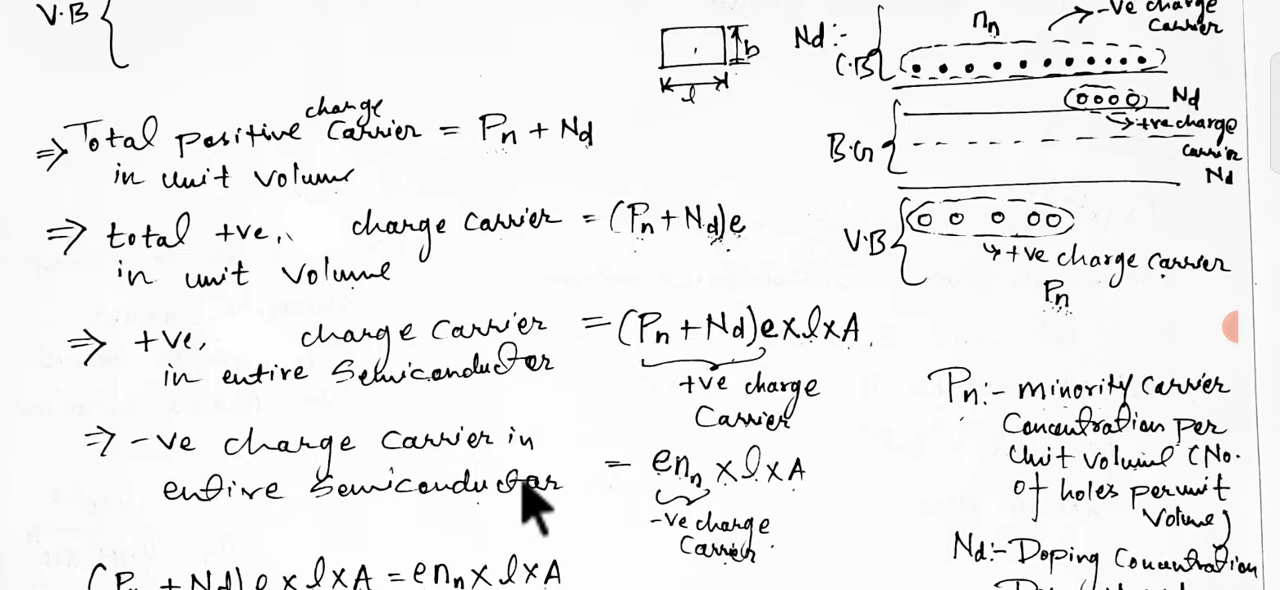 V.B
b
l
⇒ Total positive charge Carrier = Pn + Nd
in unit volume
⇒ total +ve, charge carrier = (Pn + Nd)e
in unit volume
⇒ +ve, charge carrier = (Pn + Nd)e x l x A
in entire Semiconductor
+ve charge
Carrier
⇒ -ve charge carrier in
entire Semiconductor = enn x l x A
-ve charge
Carrier
(Pn + Nd) e x l x A = enn x l x A
Nd :-
nn
-ve charge
Carrier
C.B
Nd
+ve charge
carrier
Nd
B.G
V.B
+ve charge carrier
Pn
Pn :- minority carrier
Concentration per
Unit volume (No.
of holes per unit
Volume)
Nd :- Doping Concentration